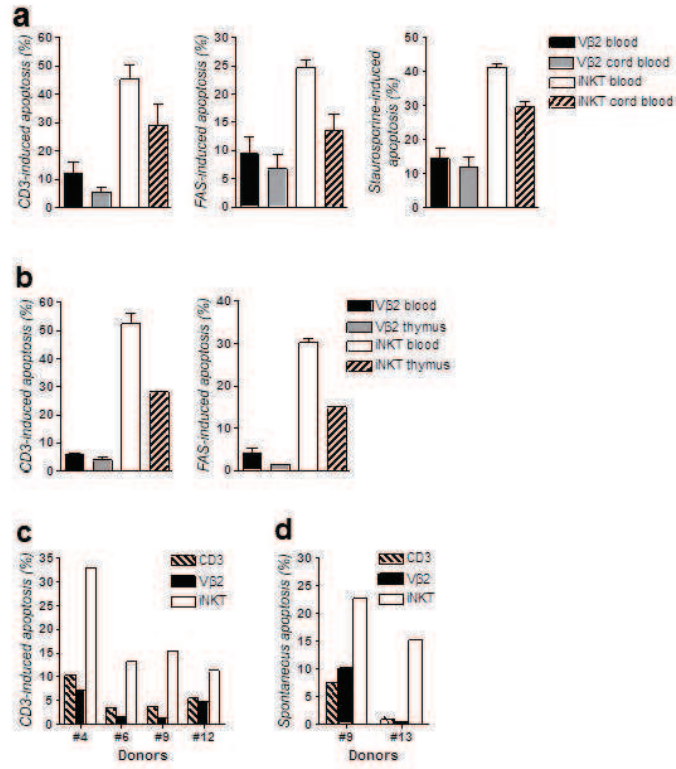 a
CD3-induced apoptosis (%)
60
50
40
30
20
10
0
FAS-induced apoptosis (%)
30
25
20
15
10
5
0
Staurosporine-induced
apoptosis (%)
50
40
30
20
10
0
Vβ2 blood
Vβ2 cord blood
iNKT blood
iNKT cord blood
b
CD3-induced apoptosis (%)
60
50
40
30
20
10
0
FAS-induced apoptosis (%)
40
30
20
10
0
Vβ2 blood
Vβ2 thymus
iNKT blood
iNKT thymus
c
CD3-induced apoptosis (%)
35
30
25
20
15
10
5
0
CD3
Vβ2
iNKT
#4 #6 #9 #12
Donors
d
Spontaneous apoptosis (%)
30
25
20
15
10
5
0
CD3
Vβ2
iNKT
#9 #13
Donors